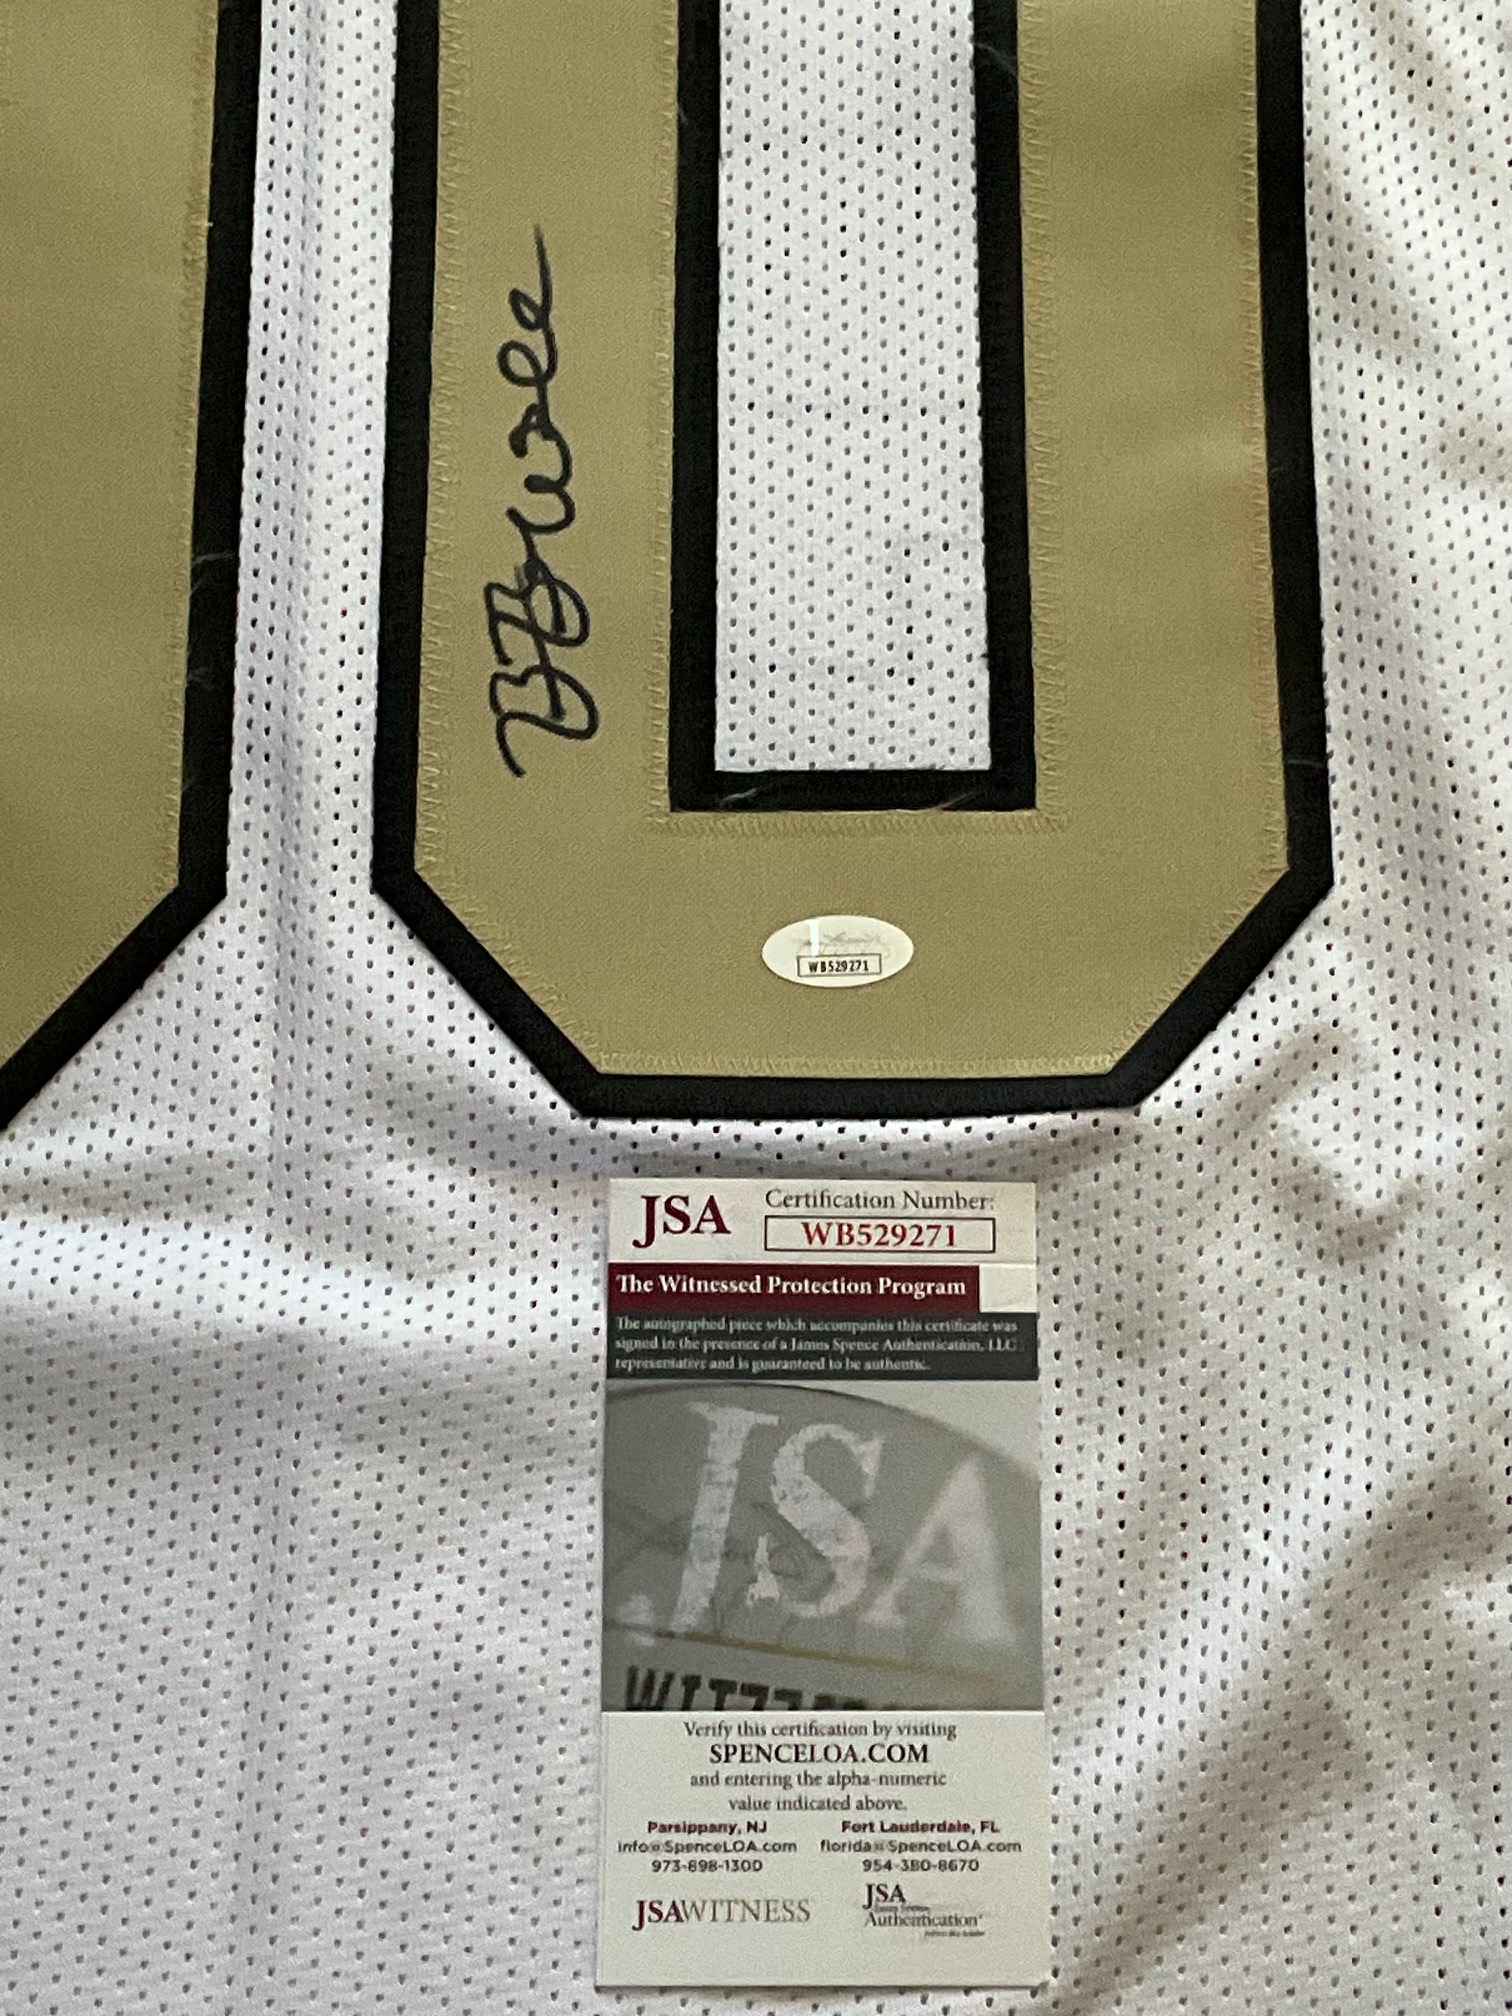 WB529271
JSA
Certification Number:
WB529271
The Witnessed Protection Program
The autographed piece which accompanies this certificate was
signed in the presence of a James Spence Authentication, LLC
representative and is guaranteed to be authentic.
JSA
Verify this certification by visiting
SPENCELOA.COM
and entering the alpha-numeric
value indicated above.
Parsippany, NJ
info@SpenceLOA.com
973-898-1300
Fort Lauderdale, FL
florida@SpenceLOA.com
954-380-8670
JSAWITNESS
JSA
Authentication